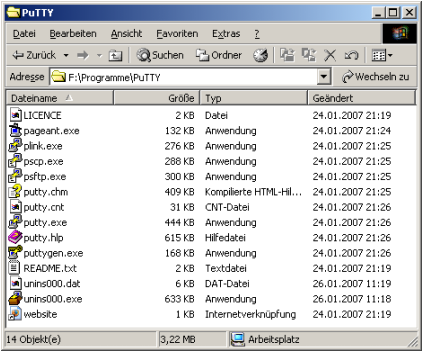 PuTTY
Datei Bearbeiten Ansicht Favoriten Extras ?
Zurück Suchen Ordner
Adresse F:\Programme\PuTTY Wechseln zu
Dateiname Größe Typ Geändert
LICENCE 2 KB Datei 24.01.2007 21:19
pageant.exe 132 KB Anwendung 24.01.2007 21:24
plink.exe 276 KB Anwendung 24.01.2007 21:25
pscp.exe 288 KB Anwendung 24.01.2007 21:25
psftp.exe 300 KB Anwendung 24.01.2007 21:25
putty.chm 409 KB Kompilierte HTML-Hil... 24.01.2007 21:25
putty.cnt 31 KB CNT-Datei 24.01.2007 21:26
putty.exe 444 KB Anwendung 24.01.2007 21:26
putty.hlp 615 KB Hilfedatei 24.01.2007 21:26
puttygen.exe 168 KB Anwendung 24.01.2007 21:26
README.txt 2 KB Textdatei 24.01.2007 21:19
unins000.dat 6 KB DAT-Datei 26.01.2007 11:19
unins000.exe 633 KB Anwendung 26.01.2007 11:18
website 1 KB Internetverknüpfung 24.01.2007 21:19
14 Objekt(e) 3,22 MB Arbeitsplatz